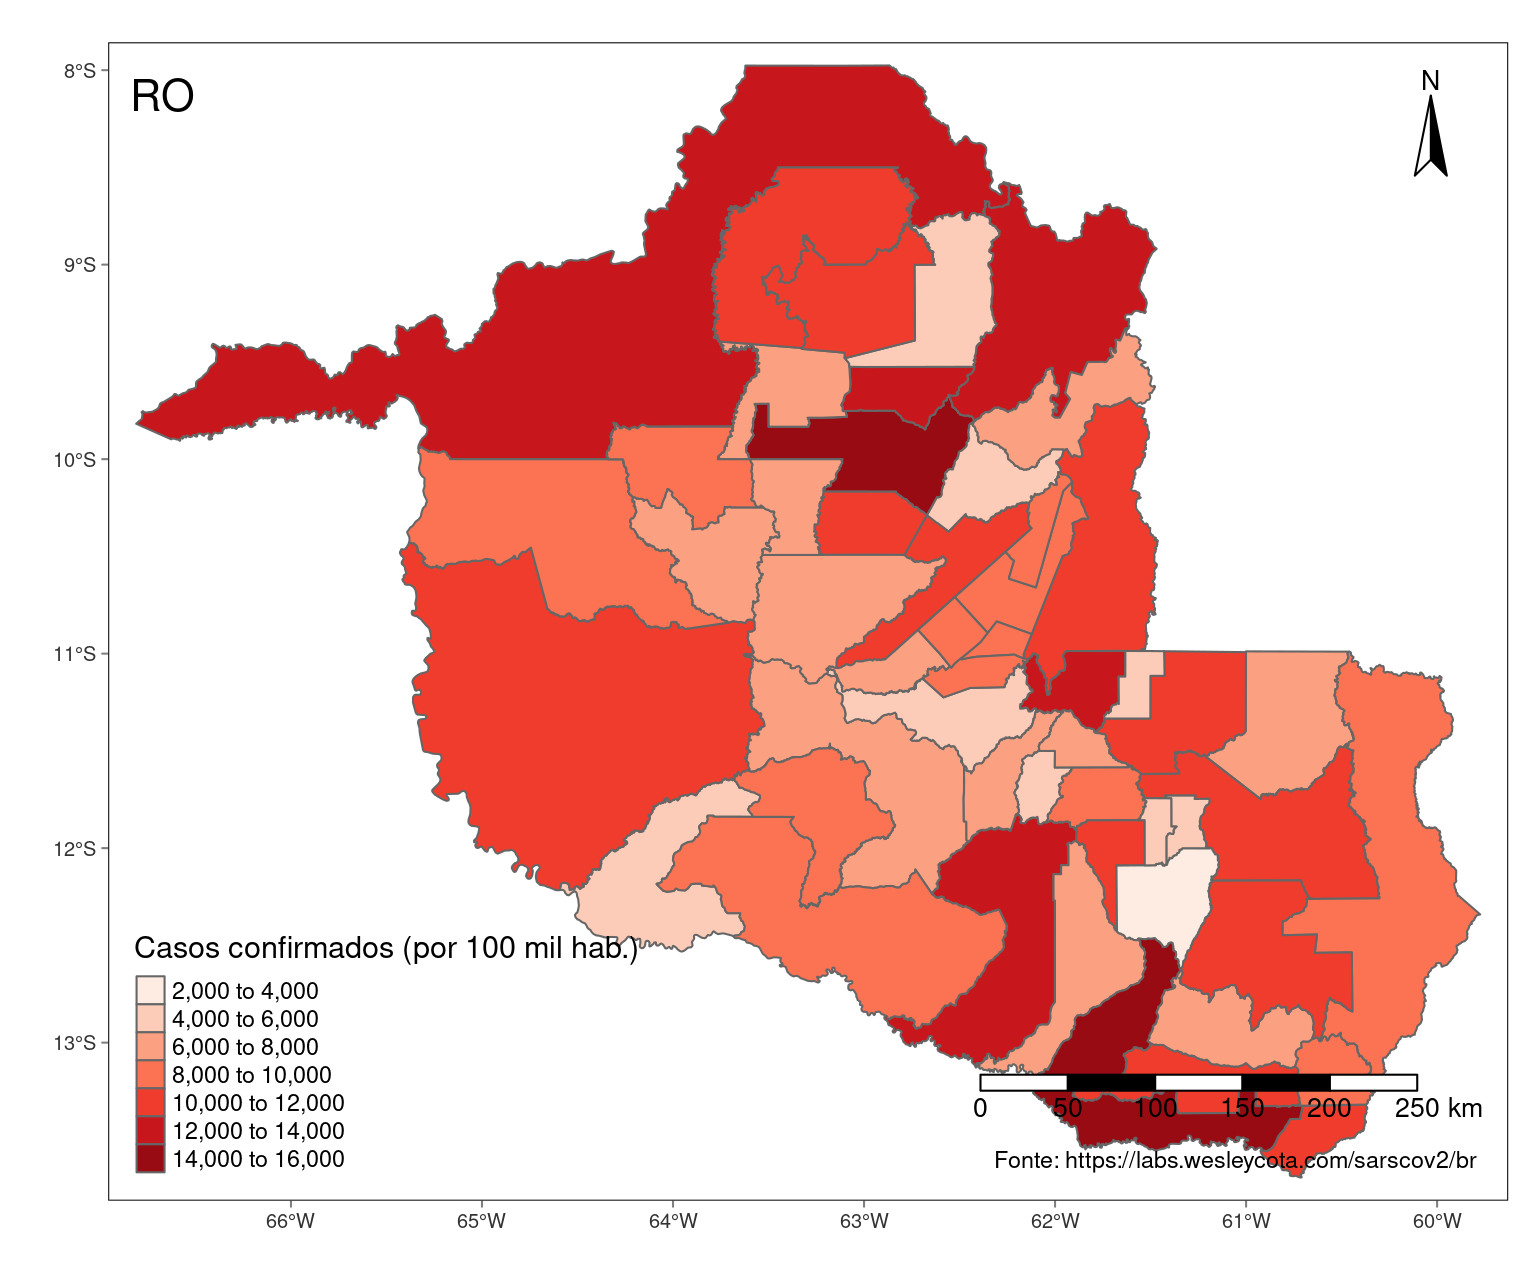 RO
N
8°S
9°S
10°S
11°S
12°S
13°S
Casos confirmados (por 100 mil hab.)
2,000 to 4,000
4,000 to 6,000
6,000 to 8,000
8,000 to 10,000
10,000 to 12,000
12,000 to 14,000
14,000 to 16,000
0 50 100 150 200 250 km
Fonte: https://labs.wesleycota.com/sarscov2/br
66°W 65°W 64°W 63°W 62°W 61°W 60°W